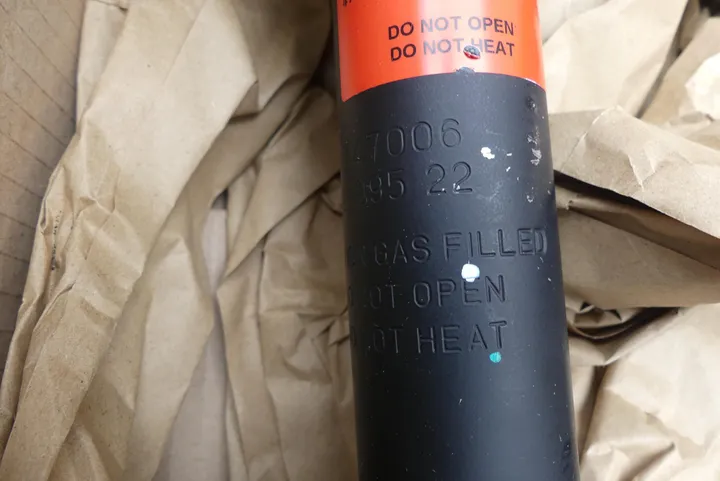 DO NOT OPEN
DO NOT HEAT
7006
95 22
GAS FILLED
OT OPEN
OT HEAT